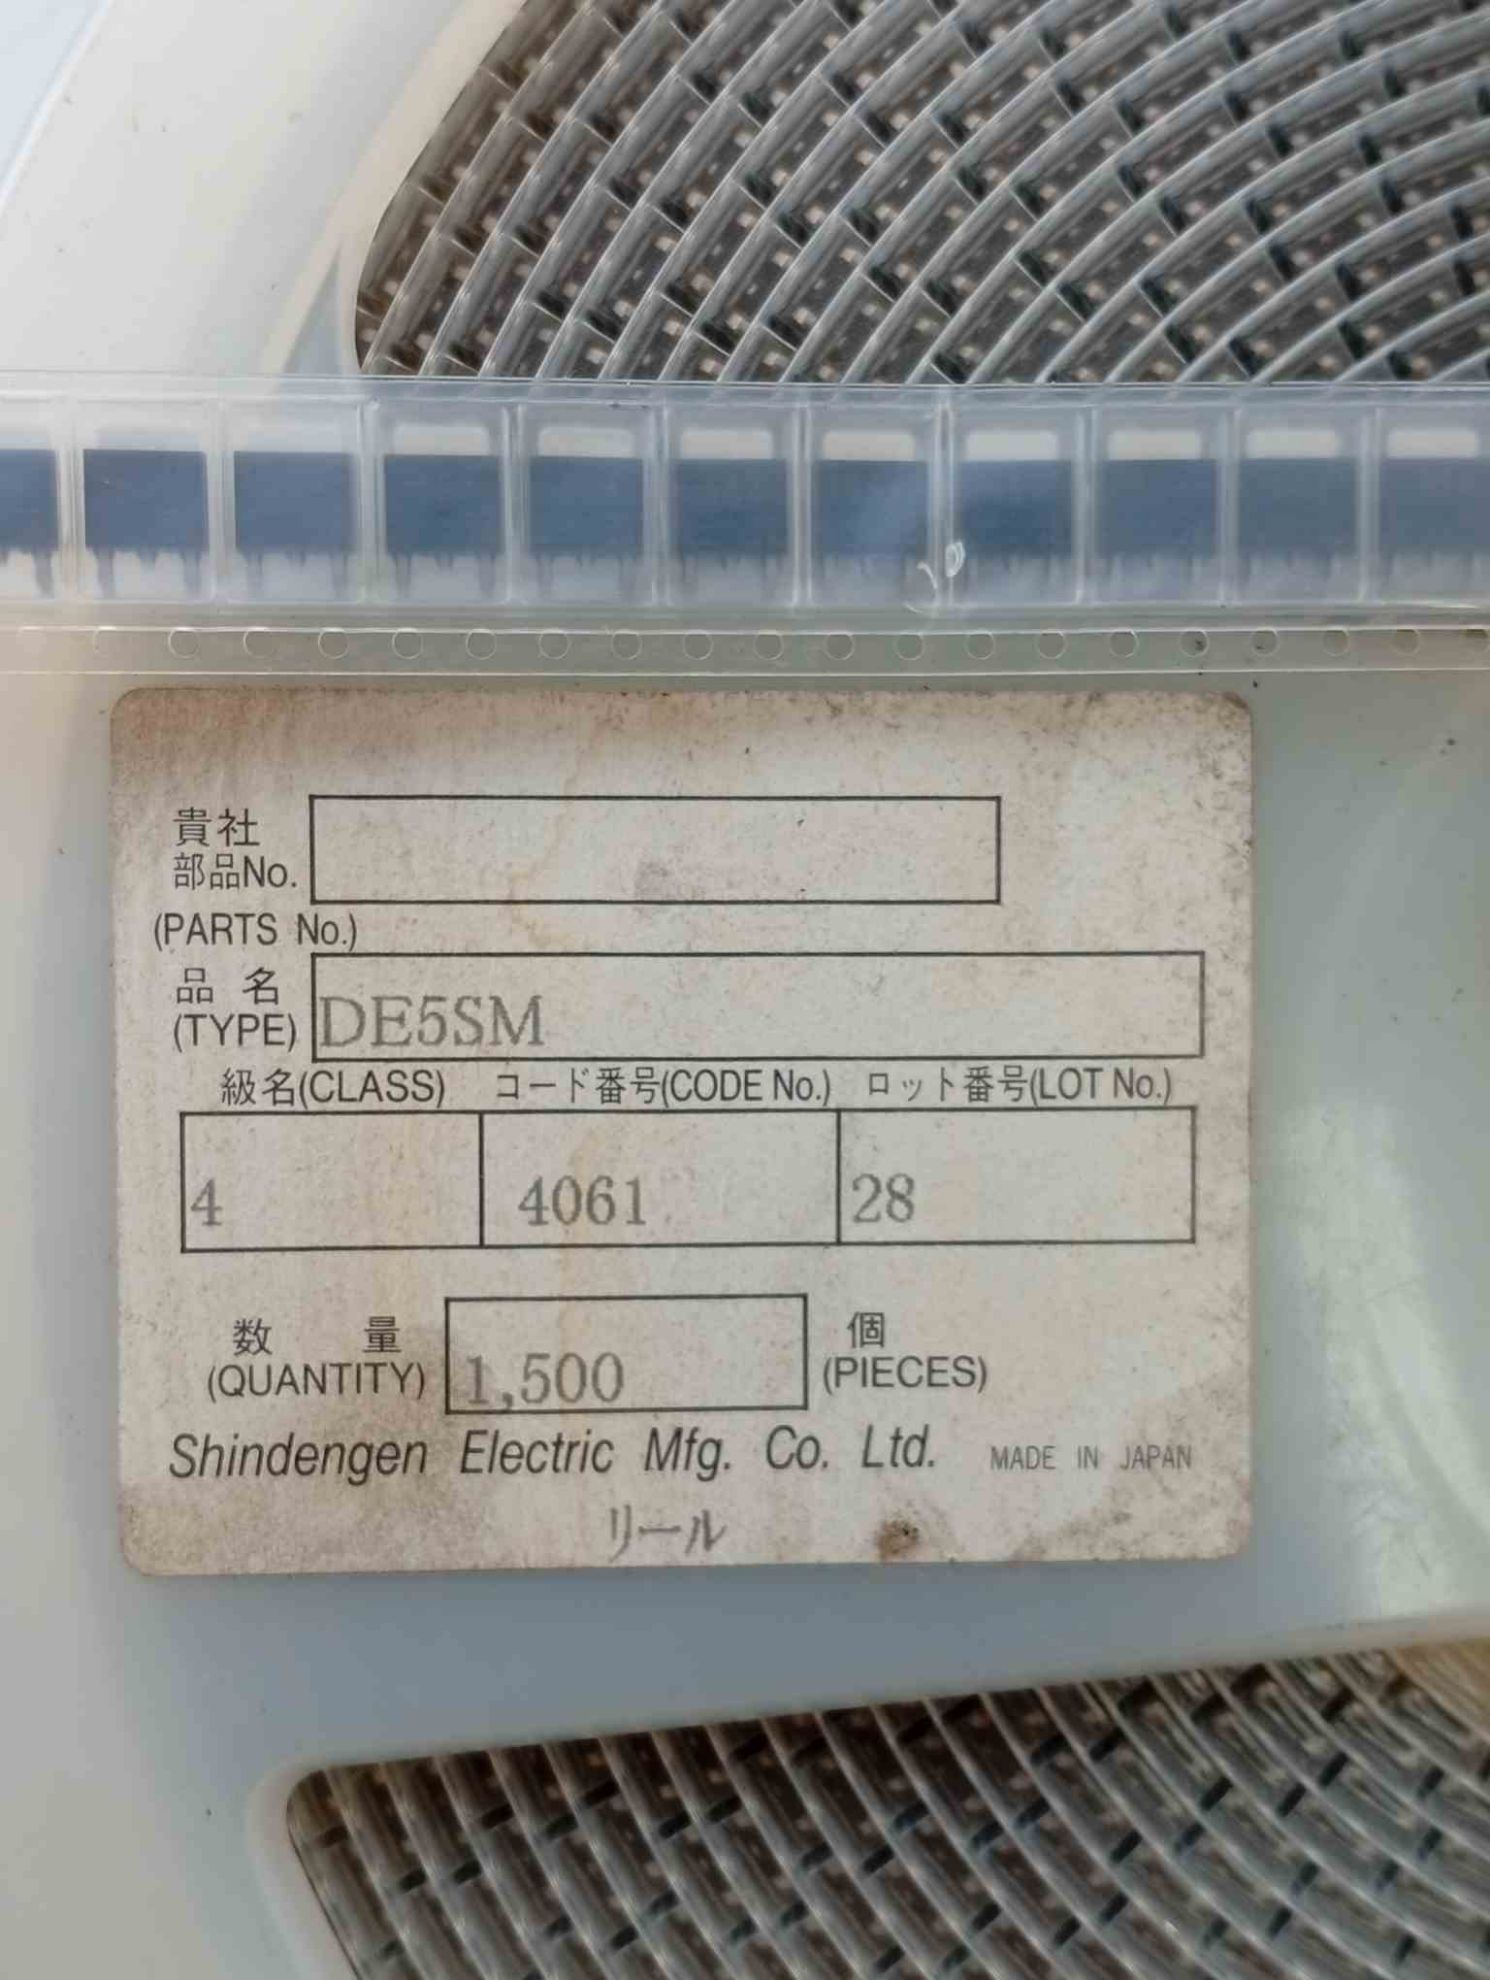 貴社
部品No.
(PARTS No.)
品名
(TYPE) DE5SM
級名(CLASS) コード番号(CODE No.) ロット番号(LOT No.)
4 4061 28
数量 個
(QUANTITY) 1,500 (PIECES)
Shindengen Electric Mfg. Co. Ltd. MADE IN JAPAN
リール